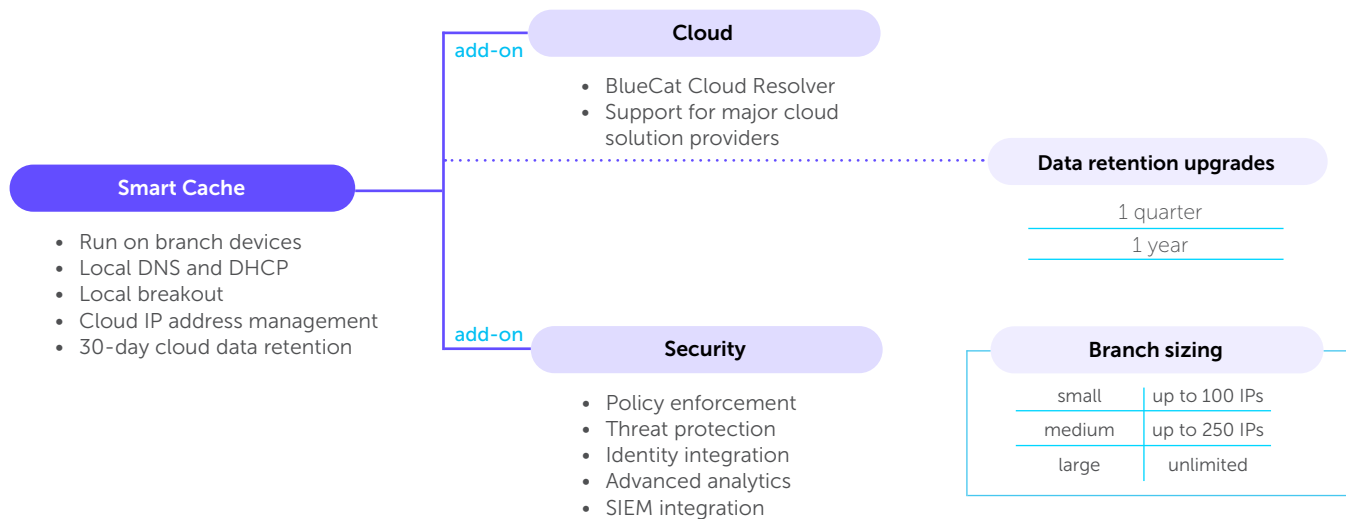 Cloud
add-on
• BlueCat Cloud Resolver
• Support for major cloud
solution providers
Data retention upgrades
1 quarter
1 year
Smart Cache
• Run on branch devices
• Local DNS and DHCP
• Local breakout
• Cloud IP address management
• 30-day cloud data retention
add-on
Security
• Policy enforcement
• Threat protection
• Identity integration
• Advanced analytics
• SIEM integration
Branch sizing
small up to 100 IPs
medium up to 250 IPs
large unlimited